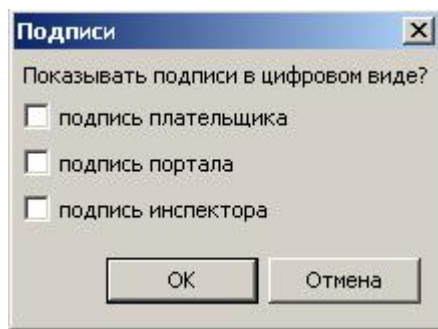 Подписи
Показывать подписи в цифровом виде?
подпись плательщика
подпись портала
подпись инспектора
OK
Отмена